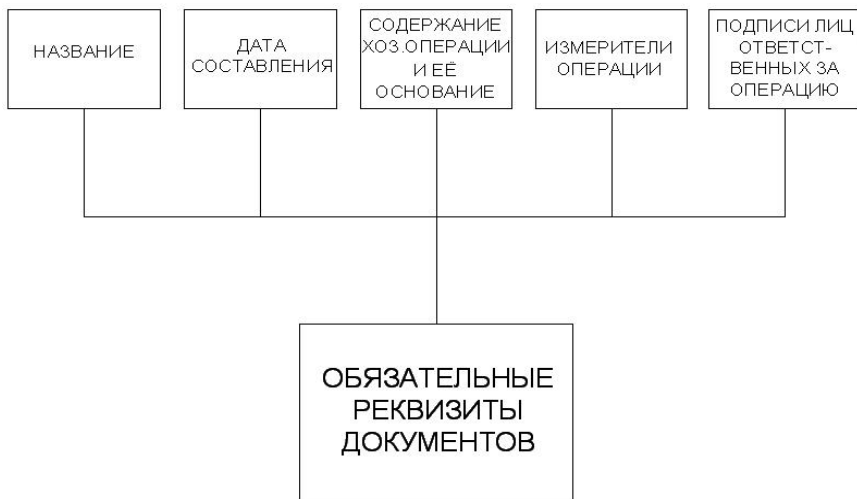 НАЗВАНИЕ
ДАТА
СОСТАВЛЕНИЯ
СОДЕРЖАНИЕ
ХОЗ.ОПЕРАЦИИ
И ЕЁ
ОСНОВАНИЕ
ИЗМЕРИТЕЛИ
ОПЕРАЦИИ
ПОДПИСИ ЛИЦ
ОТВЕТСТ-
ВЕННЫХ ЗА
ОПЕРАЦИЮ
ОБЯЗАТЕЛЬНЫЕ
РЕКВИЗИТЫ
ДОКУМЕНТОВ